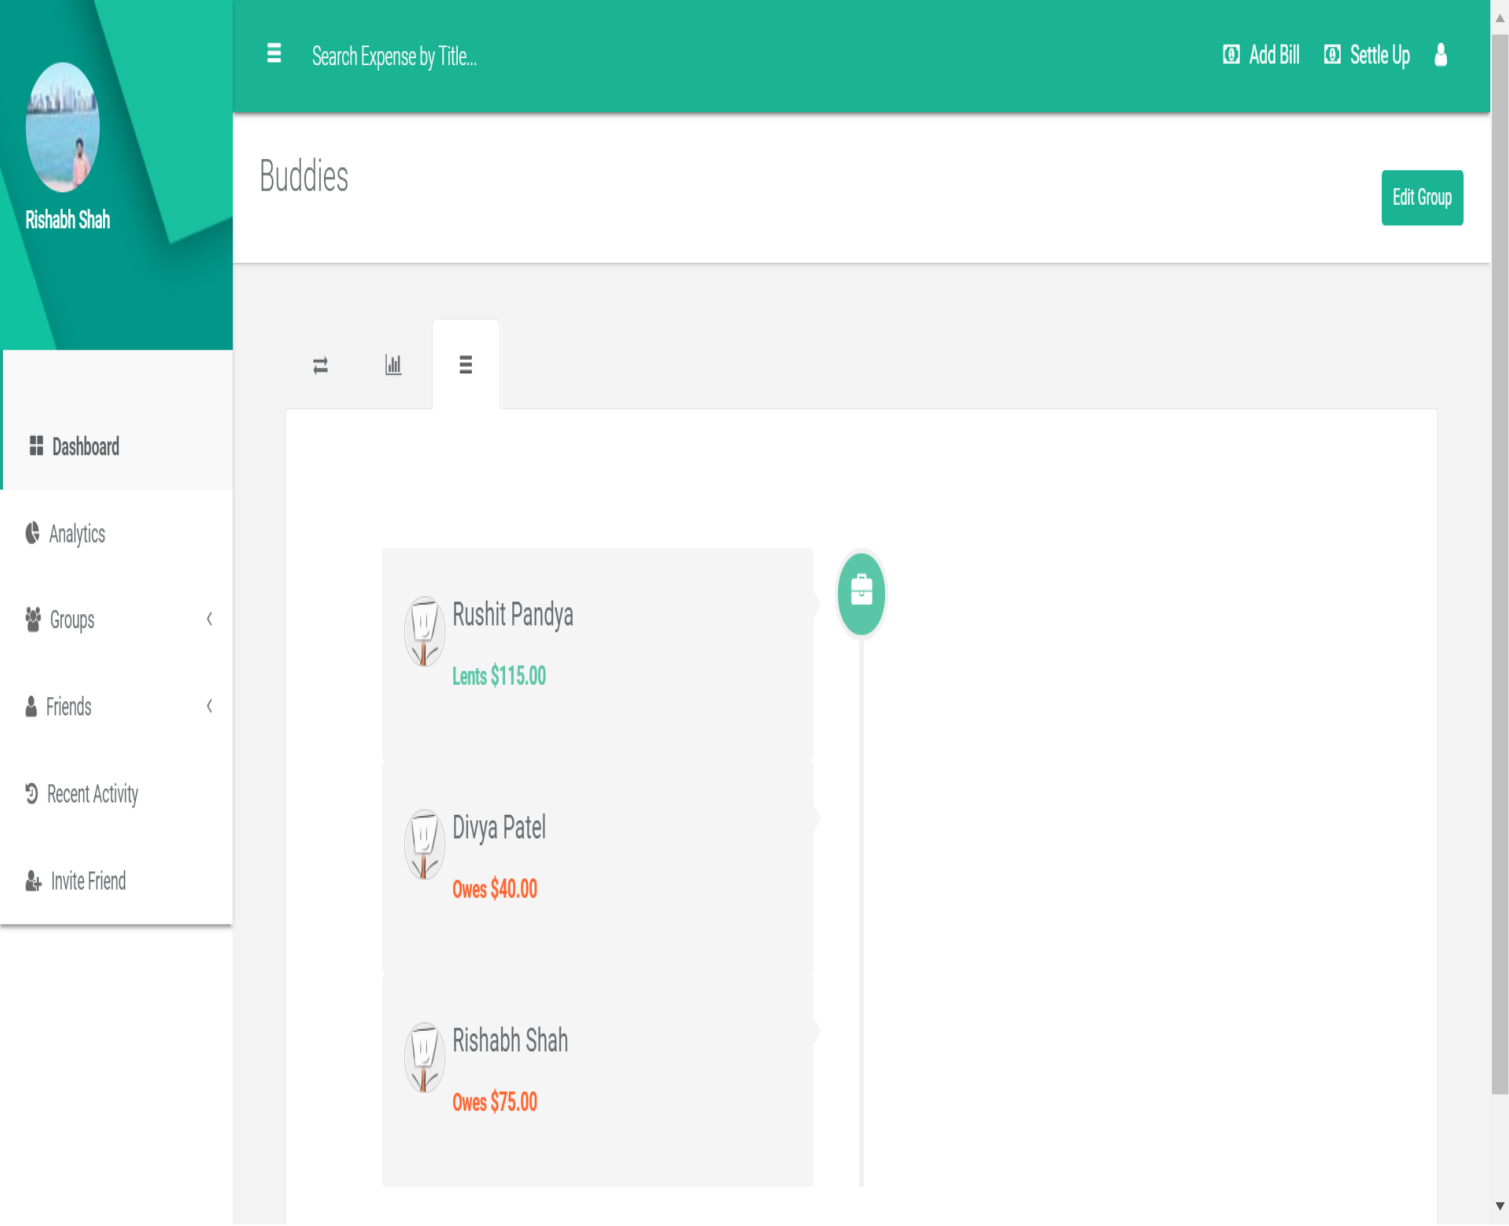 Search Expense by Title...
Add Bill
Settle Up
Rishabh Shah
Buddies
Edit Group
Dashboard
Analytics
Groups
Friends
Recent Activity
Invite Friend
Rushit Pandya
Lents $115.00
Divya Patel
Owes $40.00
Rishabh Shah
Owes $75.00